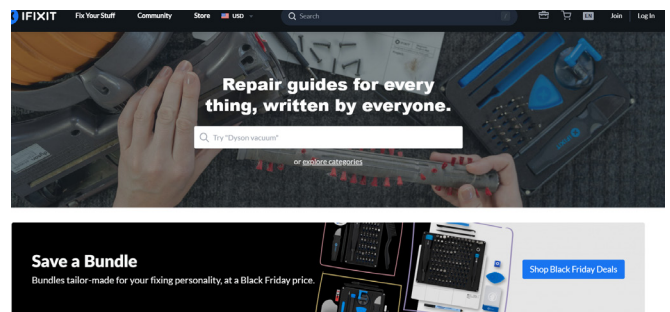 IFIXIT
Fix Your Stuff Community Store USD Search EN Join Log In
Repair guides for every
thing, written by everyone.
Try "Dyson vacuum"
or explore categories
Save a Bundle
Bundles tailor-made for your fixing personality, at a Black Friday price.
Shop Black Friday Deals